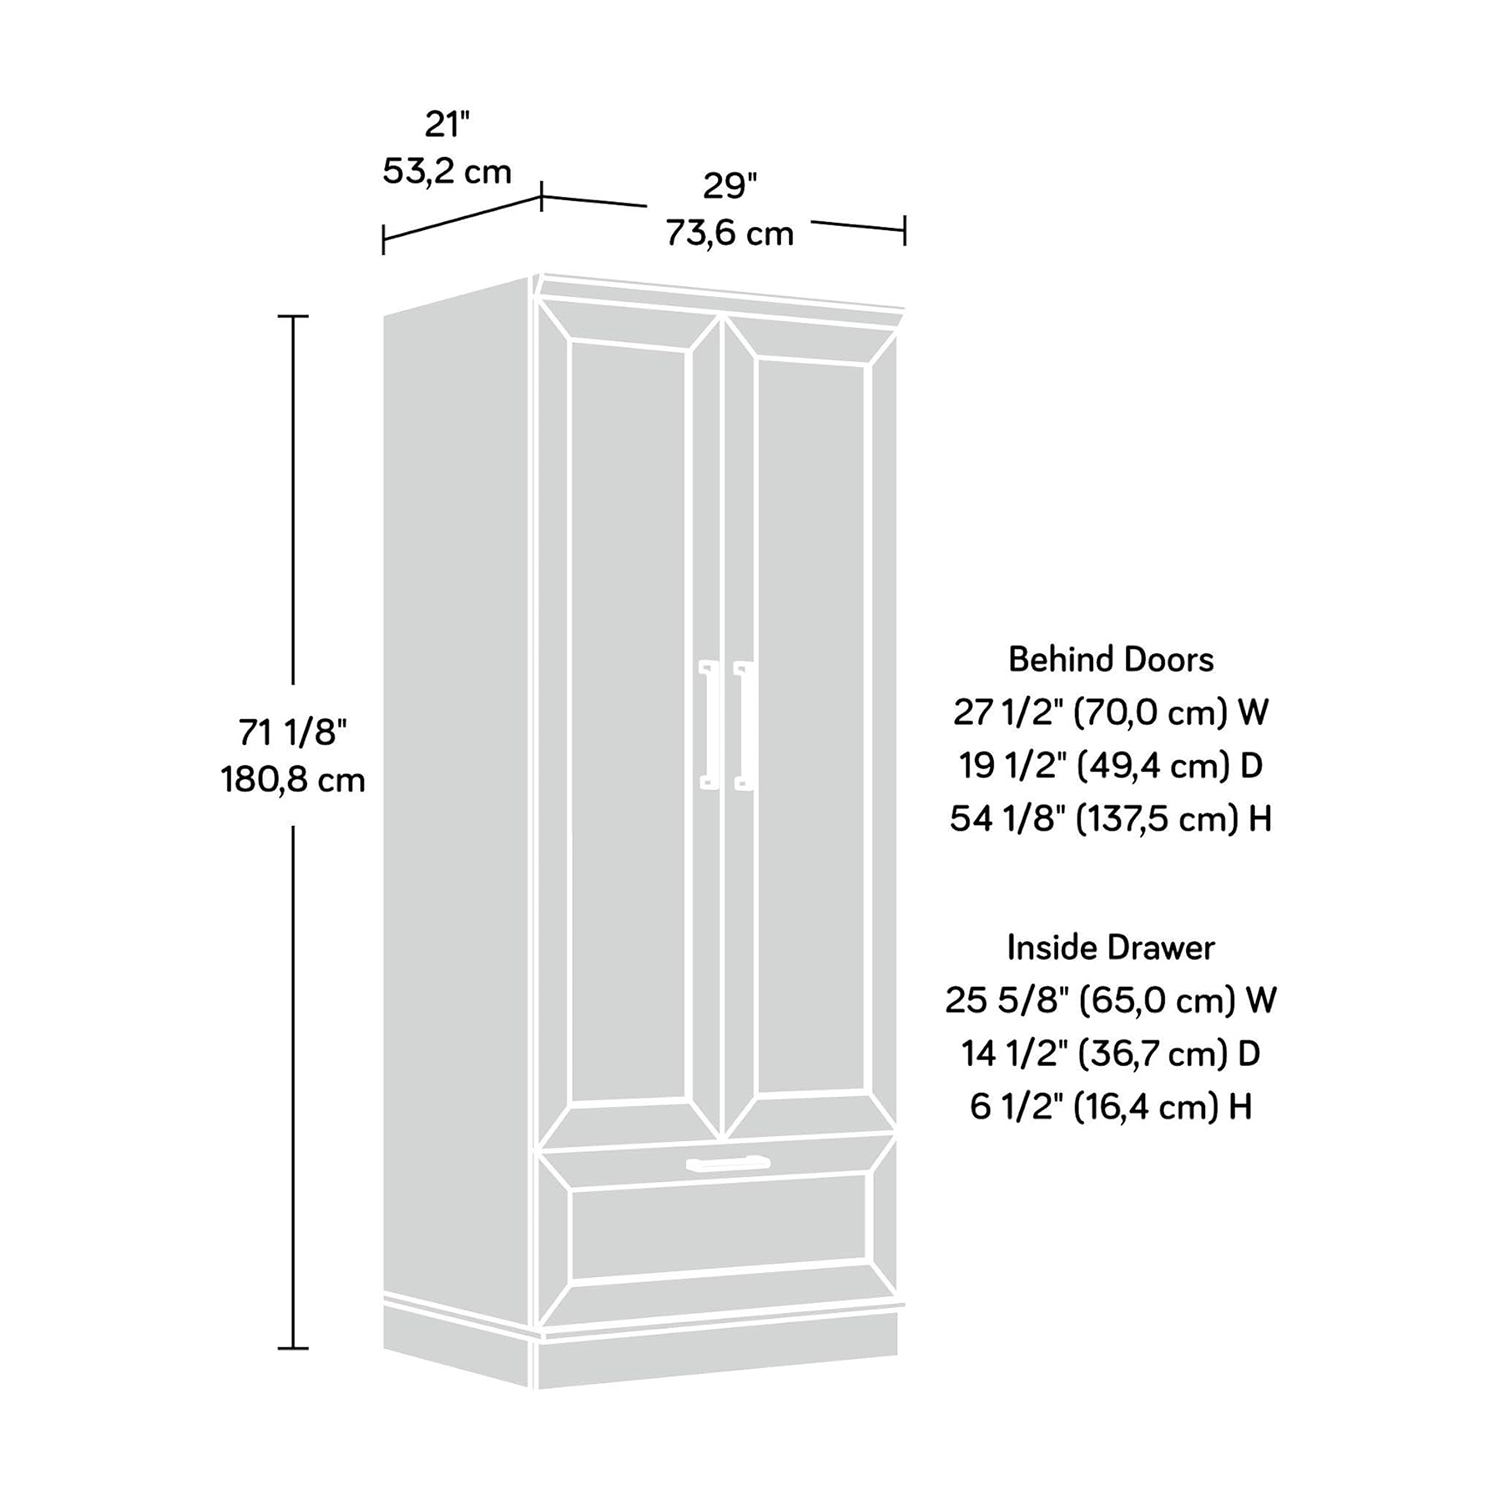 21"
53,2 cm
29"
73,6 cm
71 1/8"
180,8 cm
Behind Doors
27 1/2" (70,0 cm) W
19 1/2" (49,4 cm) D
54 1/8" (137,5 cm) H
Inside Drawer
25 5/8" (65,0 cm) W
14 1/2" (36,7 cm) D
6 1/2" (16,4 cm) H